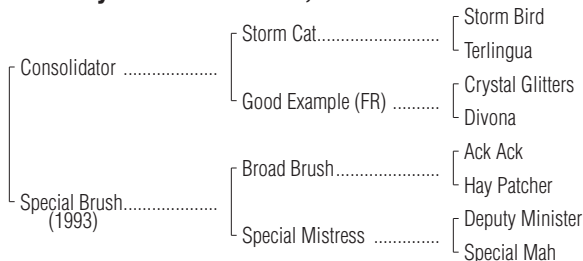 Storm Bird
Storm Cat....................
Terlingua
Consolidator ...................
Crystal Glitters
Good Example (FR) ..........
Divona
Ack Ack
Broad Brush......................
Hay Patcher
Special Brush...................
(1993)
Deputy Minister
Special Mistress .............
Special Mah